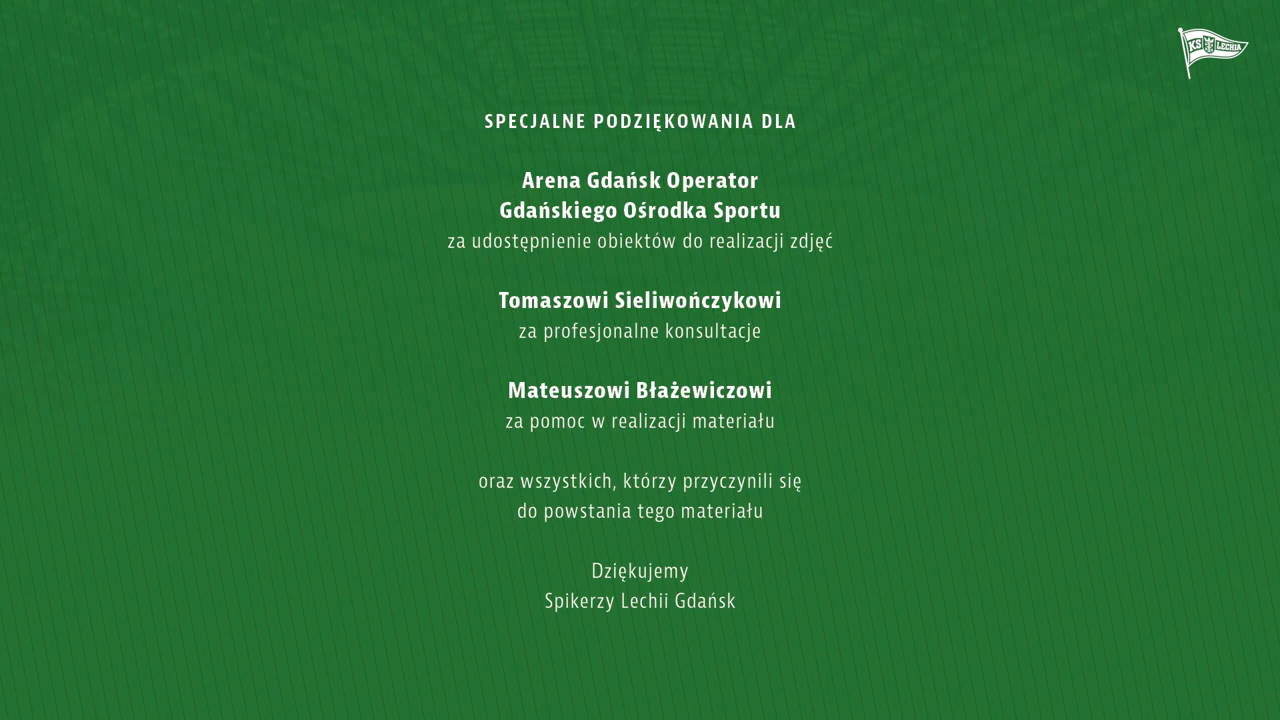 KS LECHIA
SPECJALNE PODZIĘKOWANIA DLA
Arena Gdańsk Operator
Gdańskiego Ośrodka Sportu
za udostępnienie obiektów do realizacji zdjęć
Tomaszowi Sieliwończykowi
za profesjonalne konsultacje
Mateuszowi Błażewiczowi
za pomoc w realizacji materiału
oraz wszystkich, którzy przyczynili się
do powstania tego materiału
Dziękujemy
Spikerzy Lechii Gdańsk